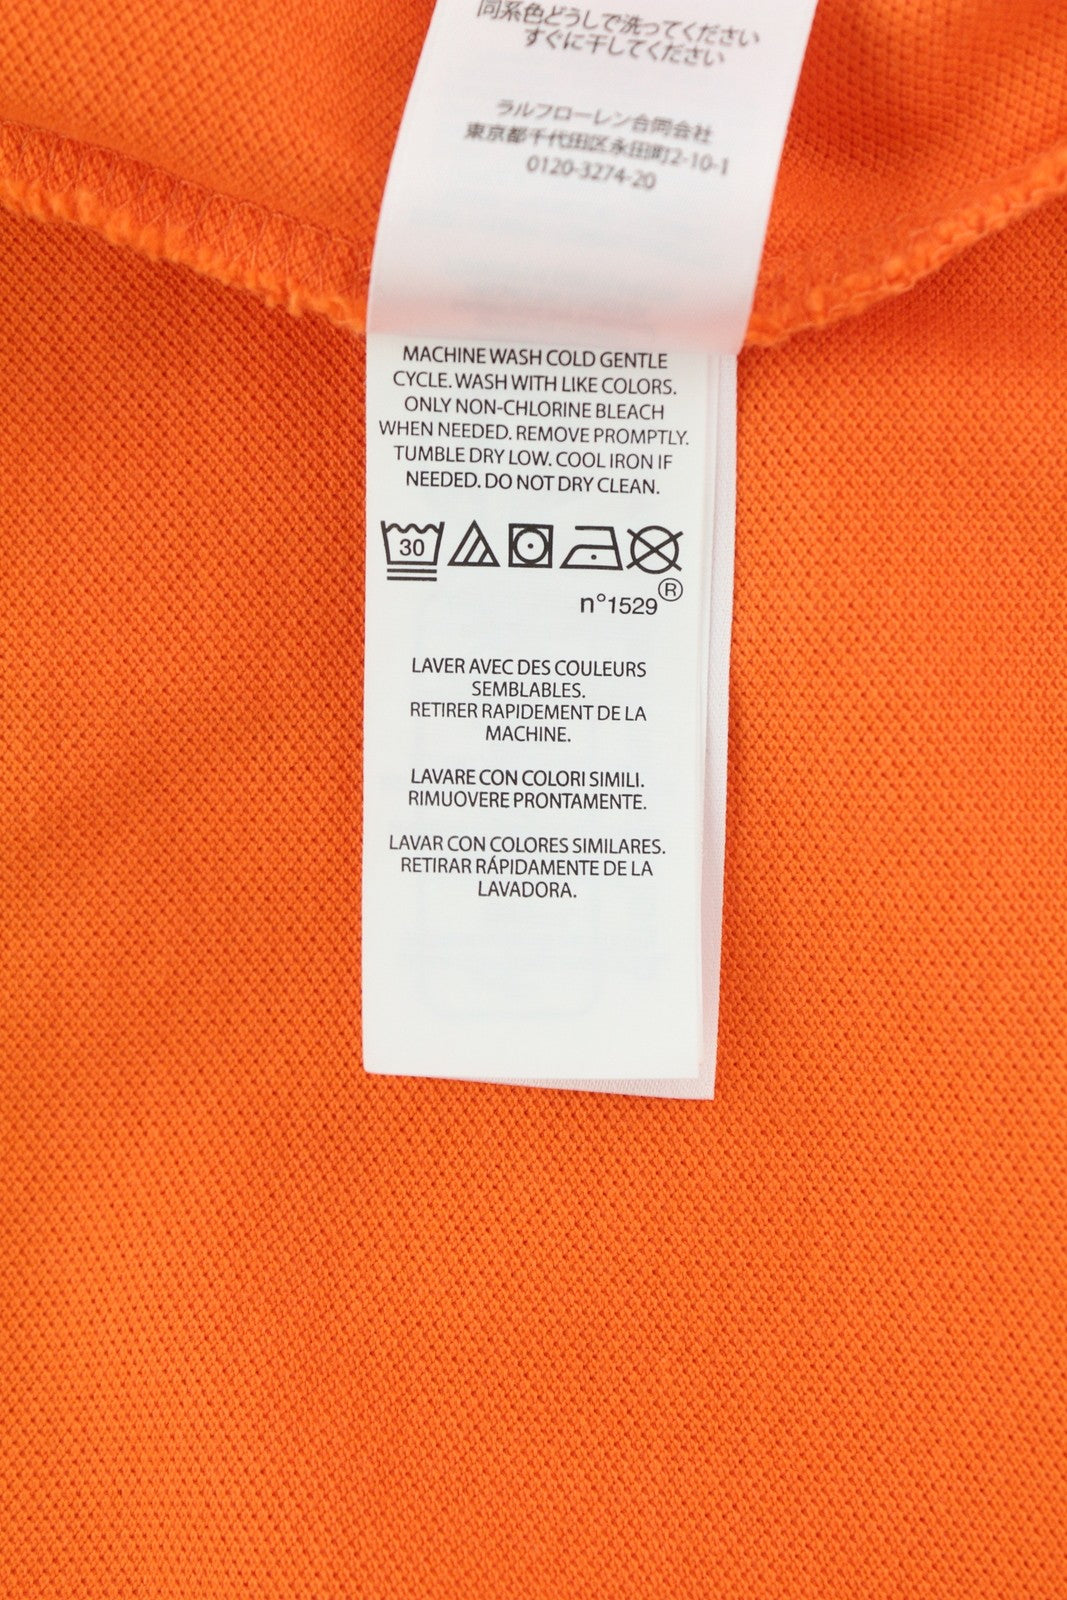 同系色どうしで洗ってください
すぐに干してください
ラルフローレン合同会社
東京都千代田区永田町2-10-1
0120-3274-20
MACHINE WASH COLD GENTLE
CYCLE. WASH WITH LIKE COLORS.
ONLY NON-CHLORINE BLEACH
WHEN NEEDED. REMOVE PROMPTLY.
TUMBLE DRY LOW. COOL IRON IF
NEEDED. DO NOT DRY CLEAN.
30
®
n°1529
LAVER AVEC DES COULEURS
SEMBLABLES.
RETIRER RAPIDEMENT DE LA
MACHINE.
LAVARE CON COLORI SIMILI.
RIMUOVERE PRONTAMENTE.
LAVAR CON COLORES SIMILARES.
RETIRAR RÁPIDAMENTE DE LA
LAVADORA.